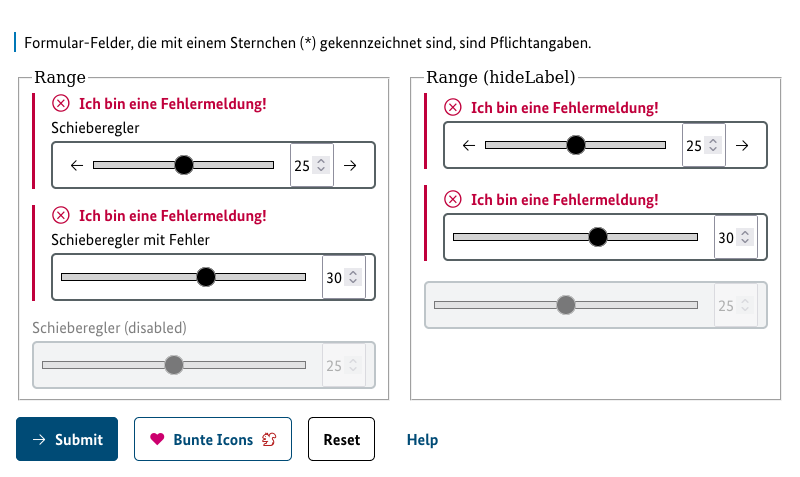 Formular-Felder, die mit einem Sternchen (*) gekennzeichnet sind, sind Pflichtangaben.
Range
Ich bin eine Fehlermeldung!
Schieberegler
25
Ich bin eine Fehlermeldung!
Schieberegler mit Fehler
30
Schieberegler (disabled)
25
Range (hideLabel)
Ich bin eine Fehlermeldung!
25
Ich bin eine Fehlermeldung!
30
25
Submit
Bunte Icons
Reset
Help